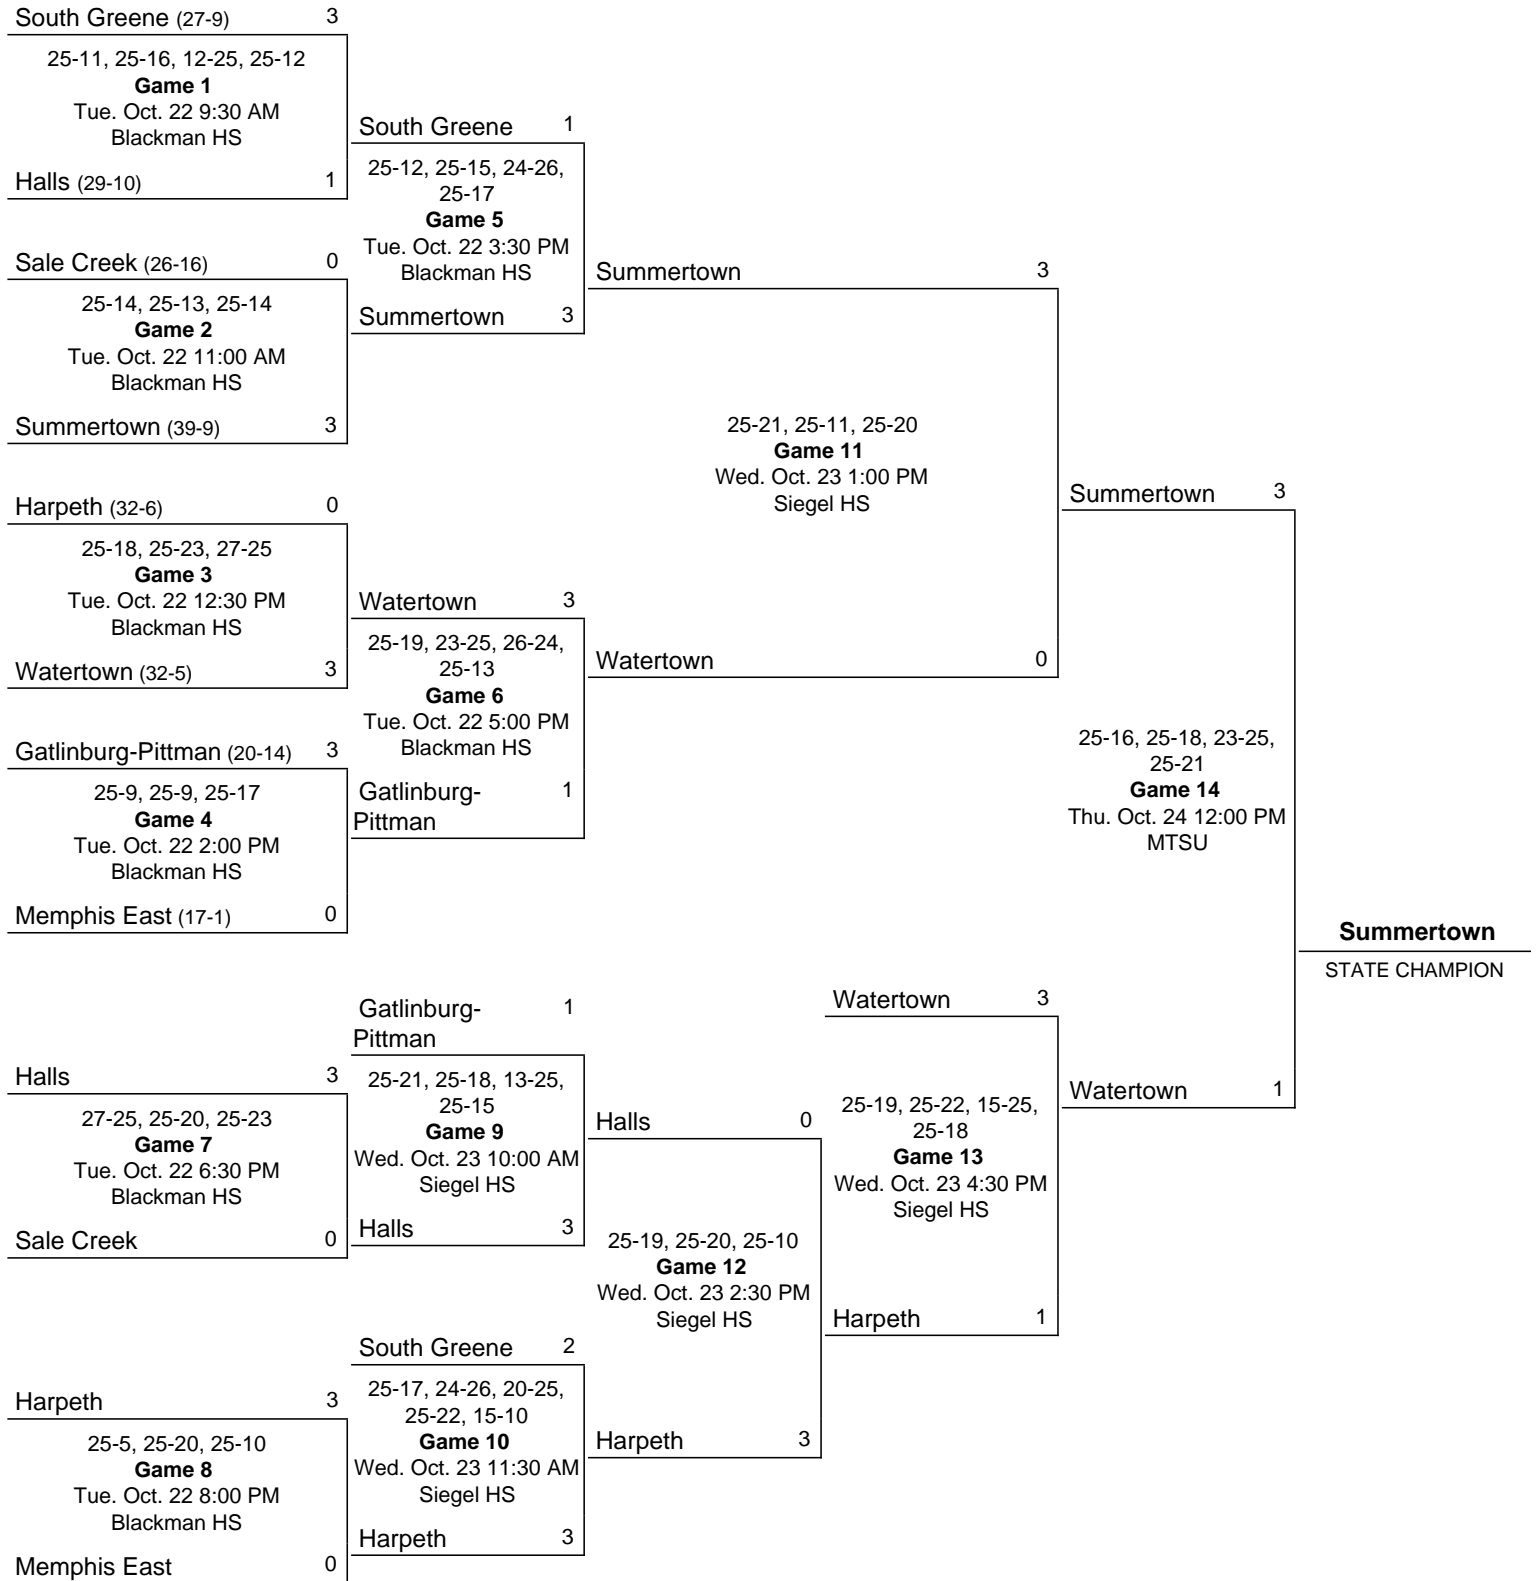 South Greene (27-9) 3
25-11, 25-16, 12-25, 25-12
Game 1
Tue. Oct. 22 9:30 AM
Blackman HS
Halls (29-10) 1
Sale Creek (26-16) 0
25-14, 25-13, 25-14
Game 2
Tue. Oct. 22 11:00 AM
Blackman HS
Summertown (39-9) 3
Harpeth (32-6) 0
25-18, 25-23, 27-25
Game 3
Tue. Oct. 22 12:30 PM
Blackman HS
Watertown (32-5) 3
Gatlinburg-Pittman (20-14) 3
25-9, 25-9, 25-17
Game 4
Tue. Oct. 22 2:00 PM
Blackman HS
Memphis East (17-1) 0
South Greene 1
25-12, 25-15, 24-26,
25-17
Game 5
Tue. Oct. 22 3:30 PM
Blackman HS
Summertown 3
Watertown 3
25-19, 23-25, 26-24,
25-13
Game 6
Tue. Oct. 22 5:00 PM
Blackman HS
Gatlinburg- 1
Pittman
Summertown 3
25-21, 25-11, 25-20
Game 11
Wed. Oct. 23 1:00 PM
Siegel HS
Watertown 0
Summertown 3
25-16, 25-18, 23-25,
25-21
Game 14
Thu. Oct. 24 12:00 PM
MTSU
Watertown 1
Summertown
STATE CHAMPION
Halls 3
27-25, 25-20, 25-23
Game 7
Tue. Oct. 22 6:30 PM
Blackman HS
Sale Creek 0
Harpeth 3
25-5, 25-20, 25-10
Game 8
Tue. Oct. 22 8:00 PM
Blackman HS
Memphis East 0
Gatlinburg- 1
Pittman
25-21, 25-18, 13-25,
25-15
Game 9
Wed. Oct. 23 10:00 AM
Siegel HS
Halls 3
South Greene 2
25-17, 24-26, 20-25,
25-22, 15-10
Game 10
Wed. Oct. 23 11:30 AM
Siegel HS
Harpeth 3
Halls 0
25-19, 25-20, 25-10
Game 12
Wed. Oct. 23 2:30 PM
Siegel HS
Harpeth 3
Watertown 3
25-19, 25-22, 15-25,
25-18
Game 13
Wed. Oct. 23 4:30 PM
Siegel HS
Harpeth 1